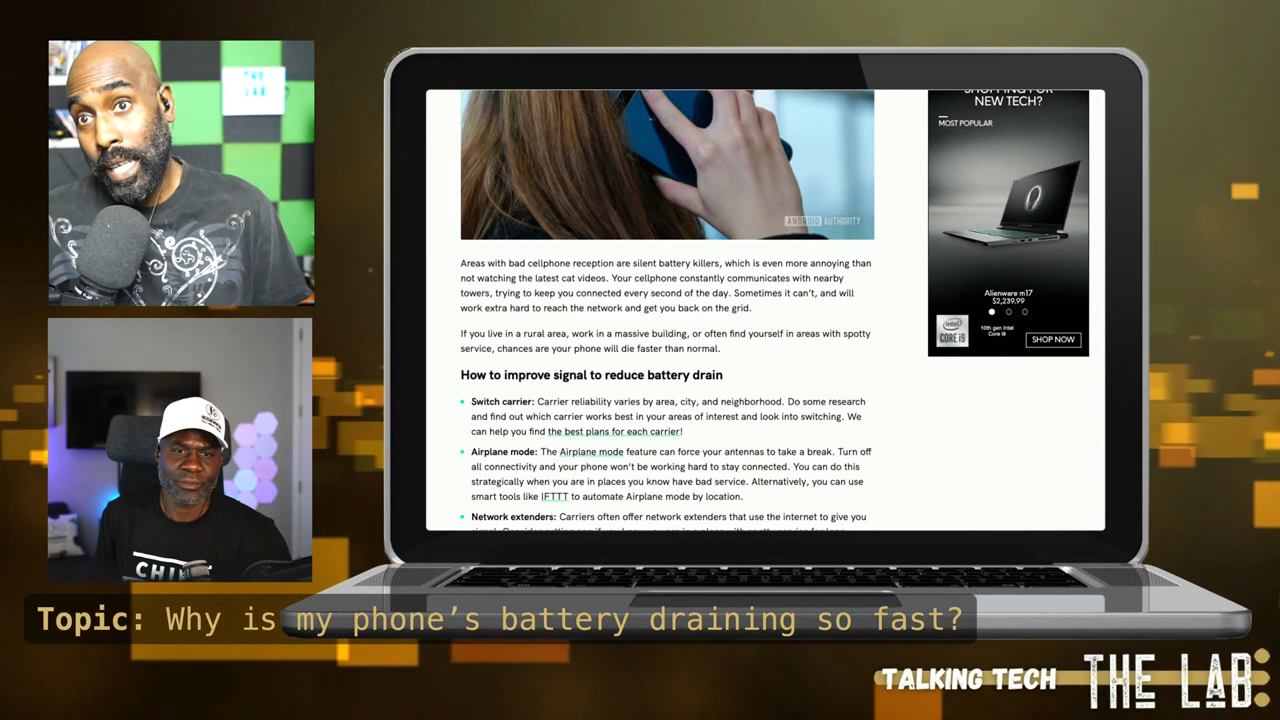 THE
LAB
CHI
ANDROID AUTHORITY
Areas with bad cellphone reception are silent battery killers, which is even more annoying than
not watching the latest cat videos. Your cellphone constantly communicates with nearby
towers, trying to keep you connected every second of the day. Sometimes it can't, and will
work extra hard to reach the network and get you back on the grid.
If you live in a rural area, work in a massive building, or often find yourself in areas with spotty
service, chances are your phone will die faster than normal.
How to improve signal to reduce battery drain
Switch carrier: Carrier reliability varies by area, city, and neighborhood. Do some research
and find out which carrier works best in your areas of interest and look into switching. We
can help you find the best plans for each carrier!
Airplane mode: The Airplane mode feature can force your antennas to take a break. Turn off
all connectivity and your phone won't be working hard to stay connected. You can do this
strategically when you are in places you know have bad service. Alternatively, you can use
smart tools like IFTTT to automate Airplane mode by location.
Network extenders: Carriers often offer network extenders that use the internet to give you
SHOPPING FOR
NEW TECH?
MOST POPULAR
Alienware m17
$2,239.99
intel
CORE i9
10th gen Intel
Core i9
SHOP NOW
Topic: Why is my phone's battery draining so fast?
TALKING TECH
THE LAB